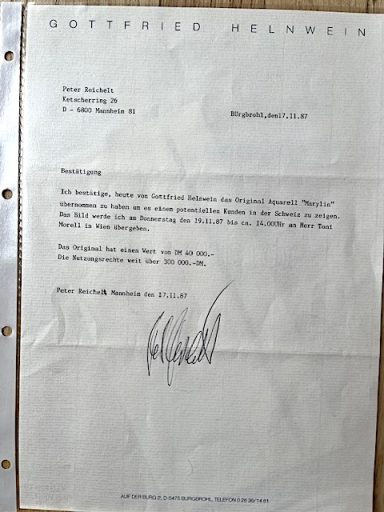 GOTTFRIED HELNWEIN
Peter Reichelt
Ketscherring 26
D - 6800 Mannheim 81
BUrgbrohl,den17.11.87
Bestätigung
Ich bestätige, heute von Gottfried Helnwein das Original Aquarell "Marylin"
übernommen zu haben um es einem potentielles Kunden in der Schweiz zu zeigen.
Das Bild werde ich am Donnerstag den 19.11.87 bis ca. 14.00Uhr an Herr Toni
Morell in Wien übergeben.
Das Original hat eines Wert von DM 40 000.-
Die Nutzungsrechte weit über 300 000.-DM.
Peter Reichelt Mannheim den 17.11.87
AUF DER BURG 2, D-5475 BURGBROHL, TELEFON 0 26 36/14 61